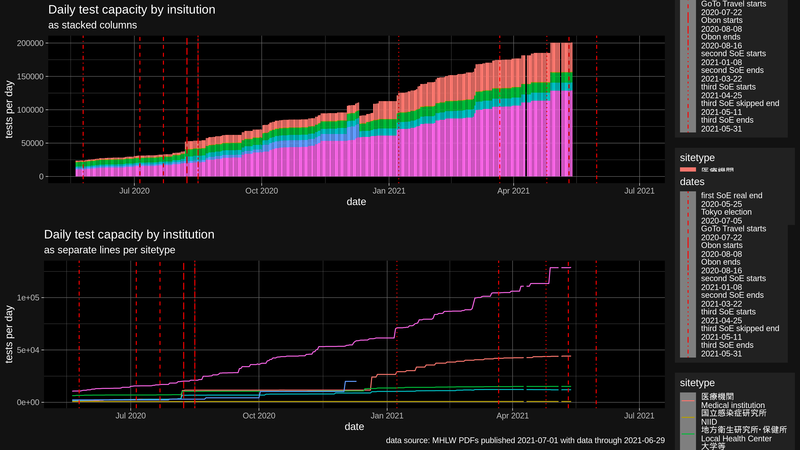 Daily test capacity by insitution
as stacked columns
tests per day
200000
150000
100000
50000
0
Jul 2020
Oct 2020
Jan 2021
Apr 2021
Jul 2021
date
GoTo Travel starts
2020-07-22
Obon starts
2020-08-08
Obon ends
2020-08-16
second SoE starts
2021-01-08
second SoE ends
2021-03-22
third SoE starts
2021-04-25
third SoE skipped end
2021-05-11
third SoE ends
2021-05-31
sitetype
医療機関
dates
first SoE real end
2020-05-25
Tokyo election
2020-07-05
GoTo Travel starts
2020-07-22
Obon starts
2020-08-08
Obon ends
2020-08-16
second SoE starts
2021-01-08
second SoE ends
2021-03-22
third SoE starts
2021-04-25
third SoE skipped end
2021-05-11
third SoE ends
2021-05-31
Daily test capacity by institution
as separate lines per sitetype
tests per day
1e+05
5e+04
0e+00
Jul 2020
Oct 2020
Jan 2021
Apr 2021
Jul 2021
date
sitetype
医療機関
Medical institution
国立感染症研究所
NIID
地方衛生研究所・保健所
Local Health Center
大学等
data source: MHLW PDFs published 2021-07-01 with data through 2021-06-29